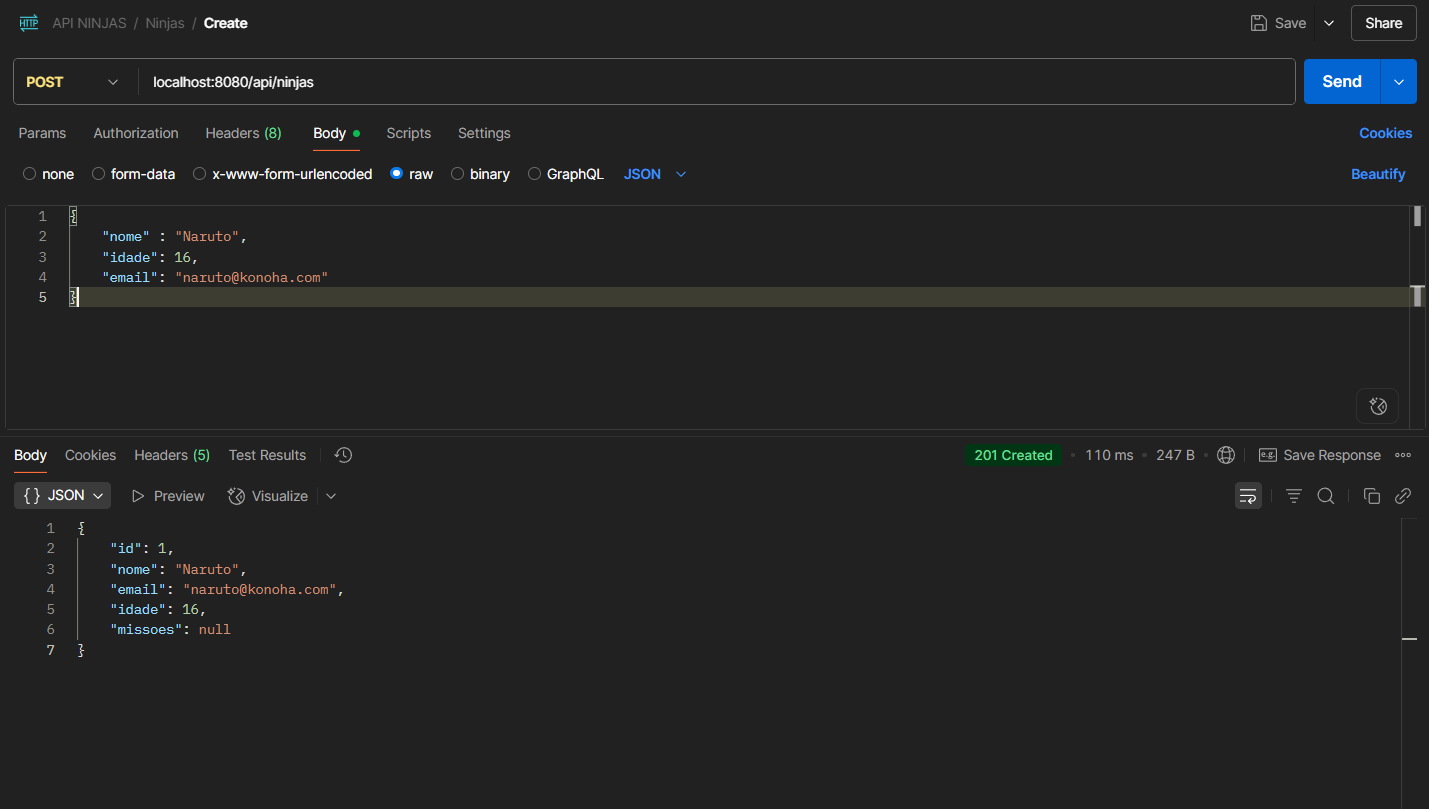 HTTP API NINJAS / Ninjas / Create Save Share
POST localhost:8080/api/ninjas Send
Params Authorization Headers (8) Body Scripts Settings Cookies
none form-data x-www-form-urlencoded raw binary GraphQL JSON Beautify
1 {
2 "nome" : "Naruto",
3 "idade": 16,
4 "email": "naruto@konoha.com"
5 }
Body Cookies Headers (5) Test Results 201 Created • 110 ms • 247 B • e.g. Save Response
{} JSON Preview Visualize
1 {
2 "id": 1,
3 "nome": "Naruto",
4 "email": "naruto@konoha.com",
5 "idade": 16,
6 "missoes": null
7 }